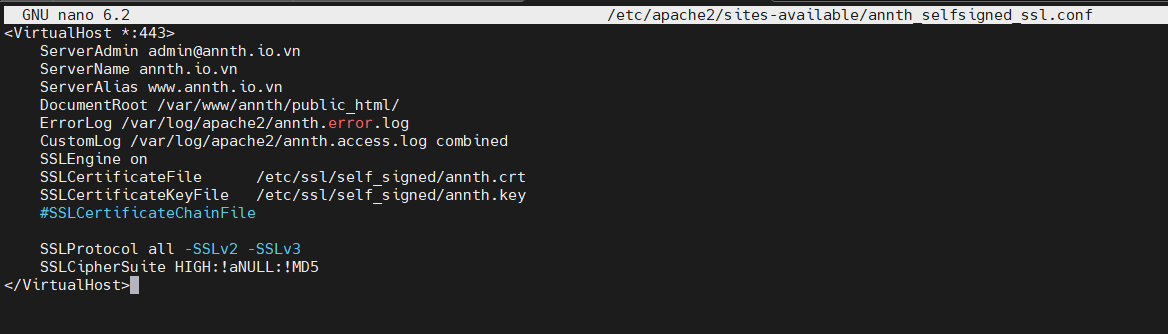 GNU nano 6.2 /etc/apache2/sites-available/annth_selfsigned_ssl.conf
<VirtualHost *:443>
    ServerAdmin admin@annth.io.vn
    ServerName annth.io.vn
    ServerAlias www.annth.io.vn
    DocumentRoot /var/www/annth/public_html/
    ErrorLog /var/log/apache2/annth.error.log
    CustomLog /var/log/apache2/annth.access.log combined
    SSLEngine on
    SSLCertificateFile      /etc/ssl/self_signed/annth.crt
    SSLCertificateKeyFile   /etc/ssl/self_signed/annth.key
    #SSLCertificateChainFile

    SSLProtocol all -SSLv2 -SSLv3
    SSLCipherSuite HIGH:!aNULL:!MD5
</VirtualHost>